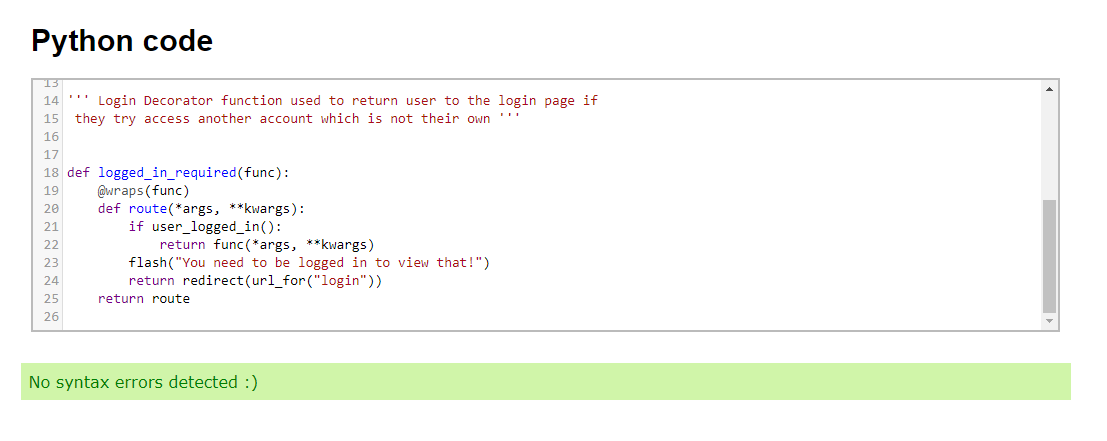 Python code
13
14 ''' Login Decorator function used to return user to the login page if
15  they try access another account which is not their own '''
16
17
18 def logged_in_required(func):
19     @wraps(func)
20     def route(*args, **kwargs):
21         if user_logged_in():
22             return func(*args, **kwargs)
23         flash("You need to be logged in to view that!")
24         return redirect(url_for("login"))
25     return route
26
No syntax errors detected :)